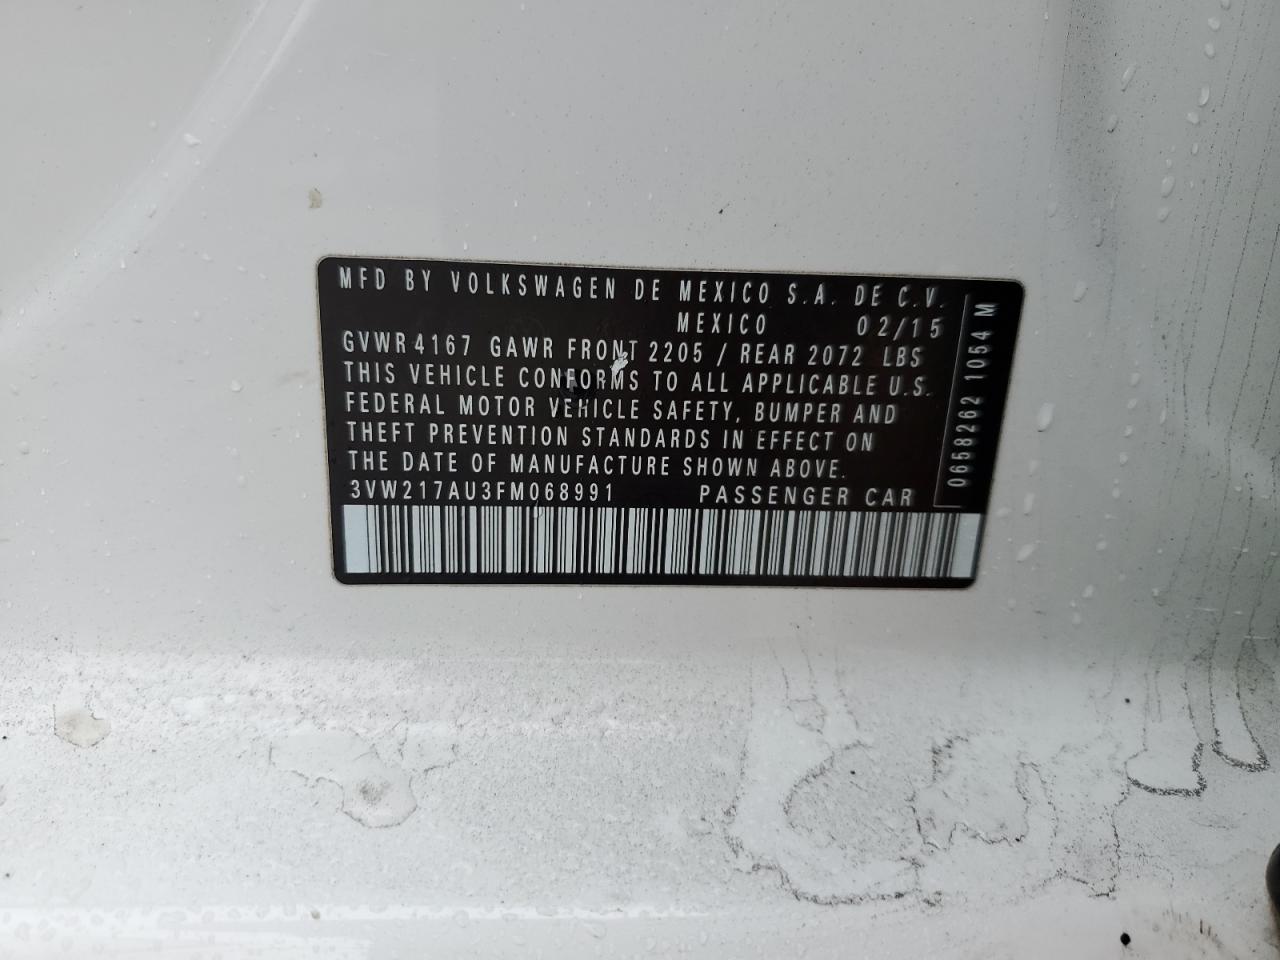 MFD BY VOLKSWAGEN DE MEXICO S.A. DE C.V.
MEXICO 02/15
GVWR 4167 GAWR FRONT 2205 / REAR 2072 LBS
THIS VEHICLE CONFORMS TO ALL APPLICABLE U.S.
FEDERAL MOTOR VEHICLE SAFETY, BUMPER AND
THEFT PREVENTION STANDARDS IN EFFECT ON
THE DATE OF MANUFACTURE SHOWN ABOVE.
3VW217AU3FM068991 PASSENGER CAR
0658262 1054 M